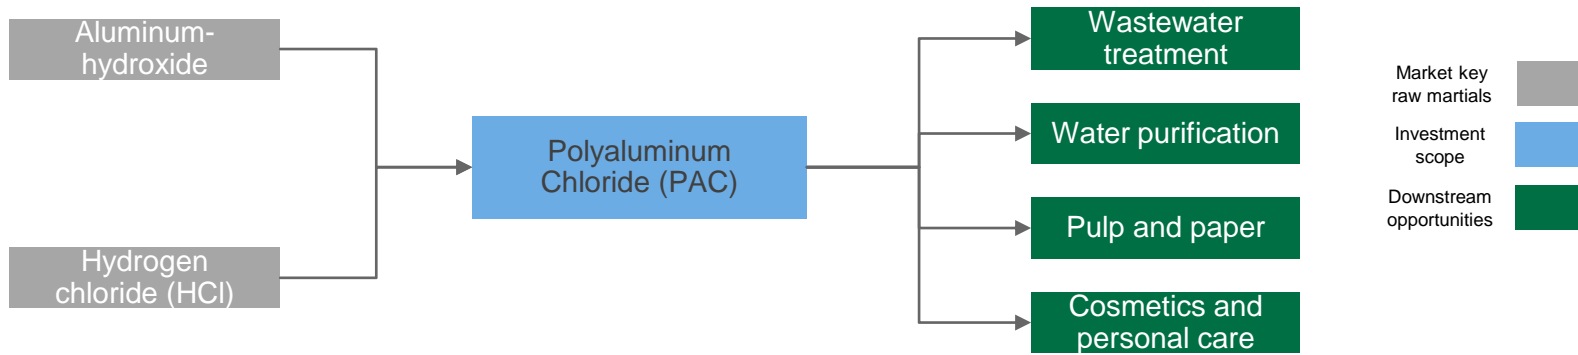 Aluminum-
hydroxide
Hydrogen
chloride (HCl)
Polyaluminum
Chloride (PAC)
Wastewater
treatment
Water purification
Pulp and paper
Cosmetics and
personal care
Market key
raw martials
Investment
scope
Downstream
opportunities